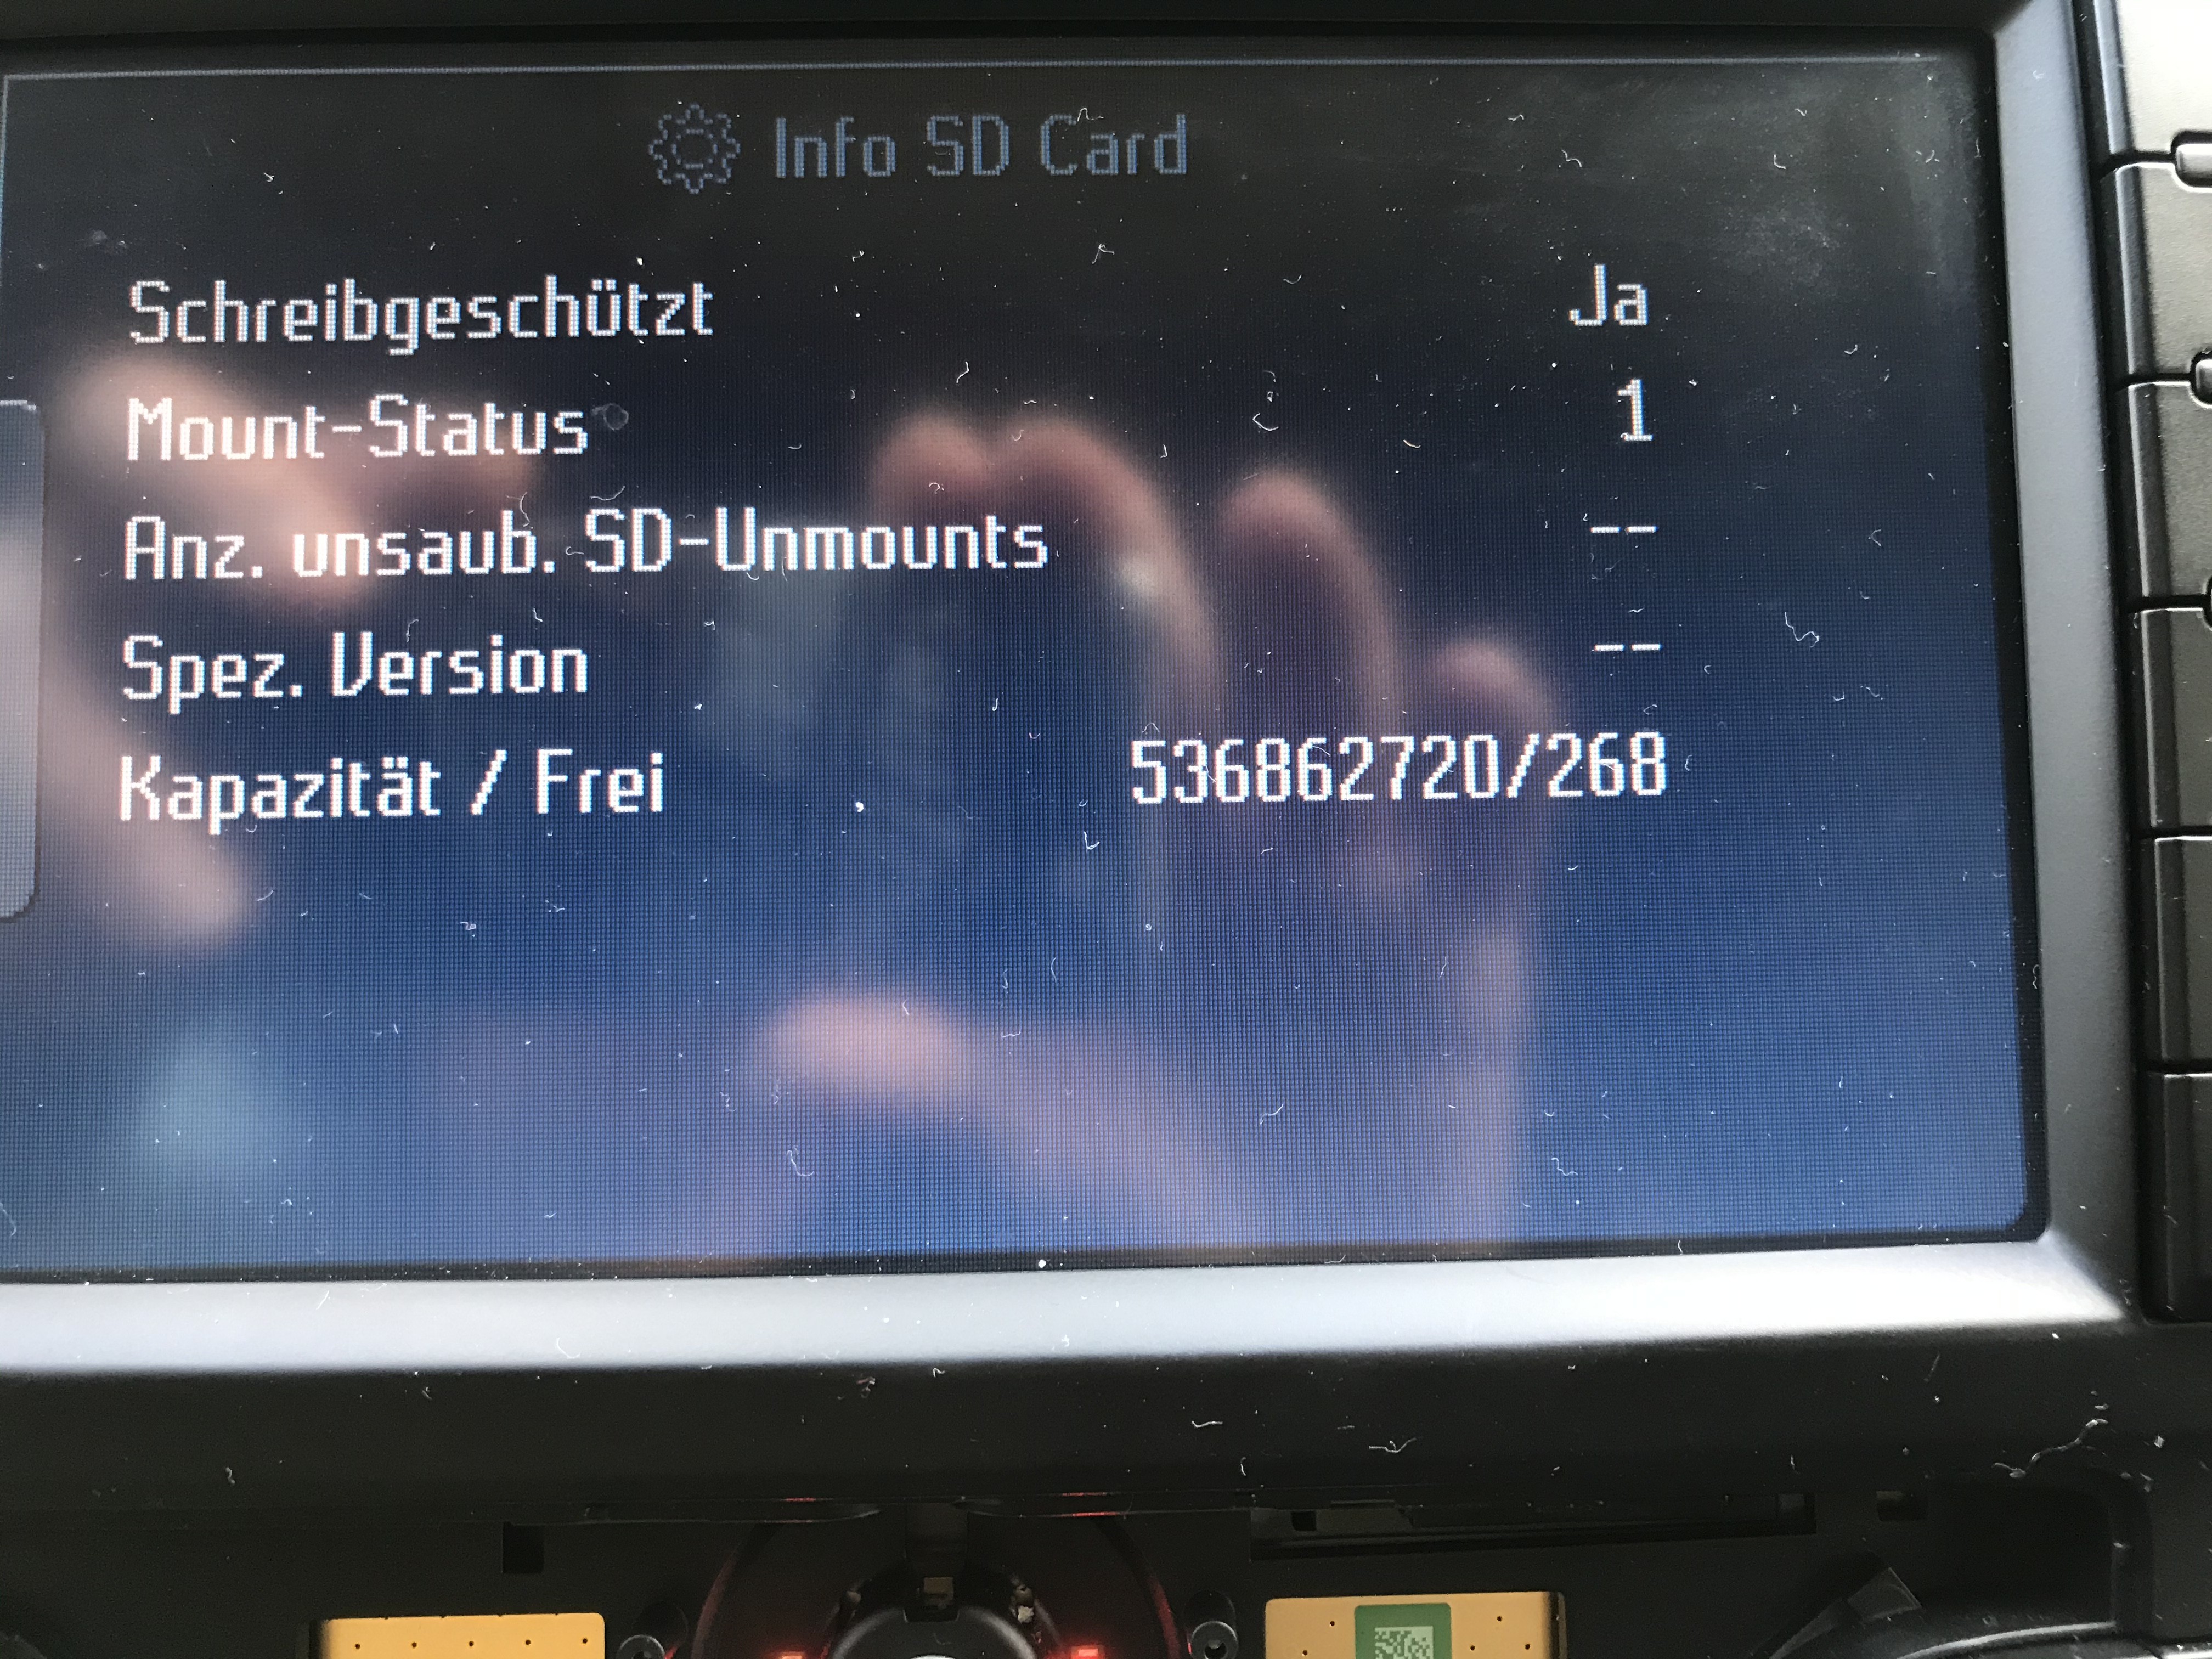 Info SD Card
Schreibgeschützt Ja
Mount-Status 1
Anz. unsaub. SD-Unmounts --
Spez. Version --
Kapazität / Frei 536862720/268